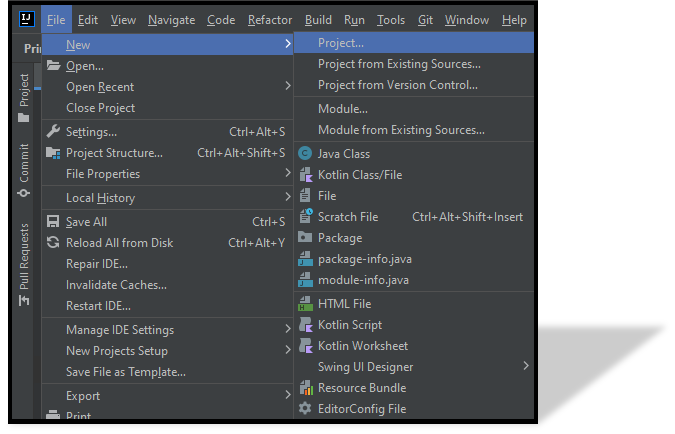 IJ File Edit View Navigate Code Refactor Build Run Tools Git Window Help
Pri
Project
Commit
Pull Requests
New
Open...
Open Recent
Close Project
Settings... Ctrl+Alt+S
Project Structure... Ctrl+Alt+Shift+S
File Properties
Local History
Save All Ctrl+S
Reload All from Disk Ctrl+Alt+Y
Repair IDE...
Invalidate Caches...
Restart IDE...
Manage IDE Settings
New Projects Setup
Save File as Template...
Export
Print
Project...
Project from Existing Sources...
Project from Version Control...
Module...
Module from Existing Sources...
Java Class
Kotlin Class/File
File
Scratch File Ctrl+Alt+Shift+Insert
Package
package-info.java
module-info.java
HTML File
Kotlin Script
Kotlin Worksheet
Swing UI Designer
Resource Bundle
EditorConfig File